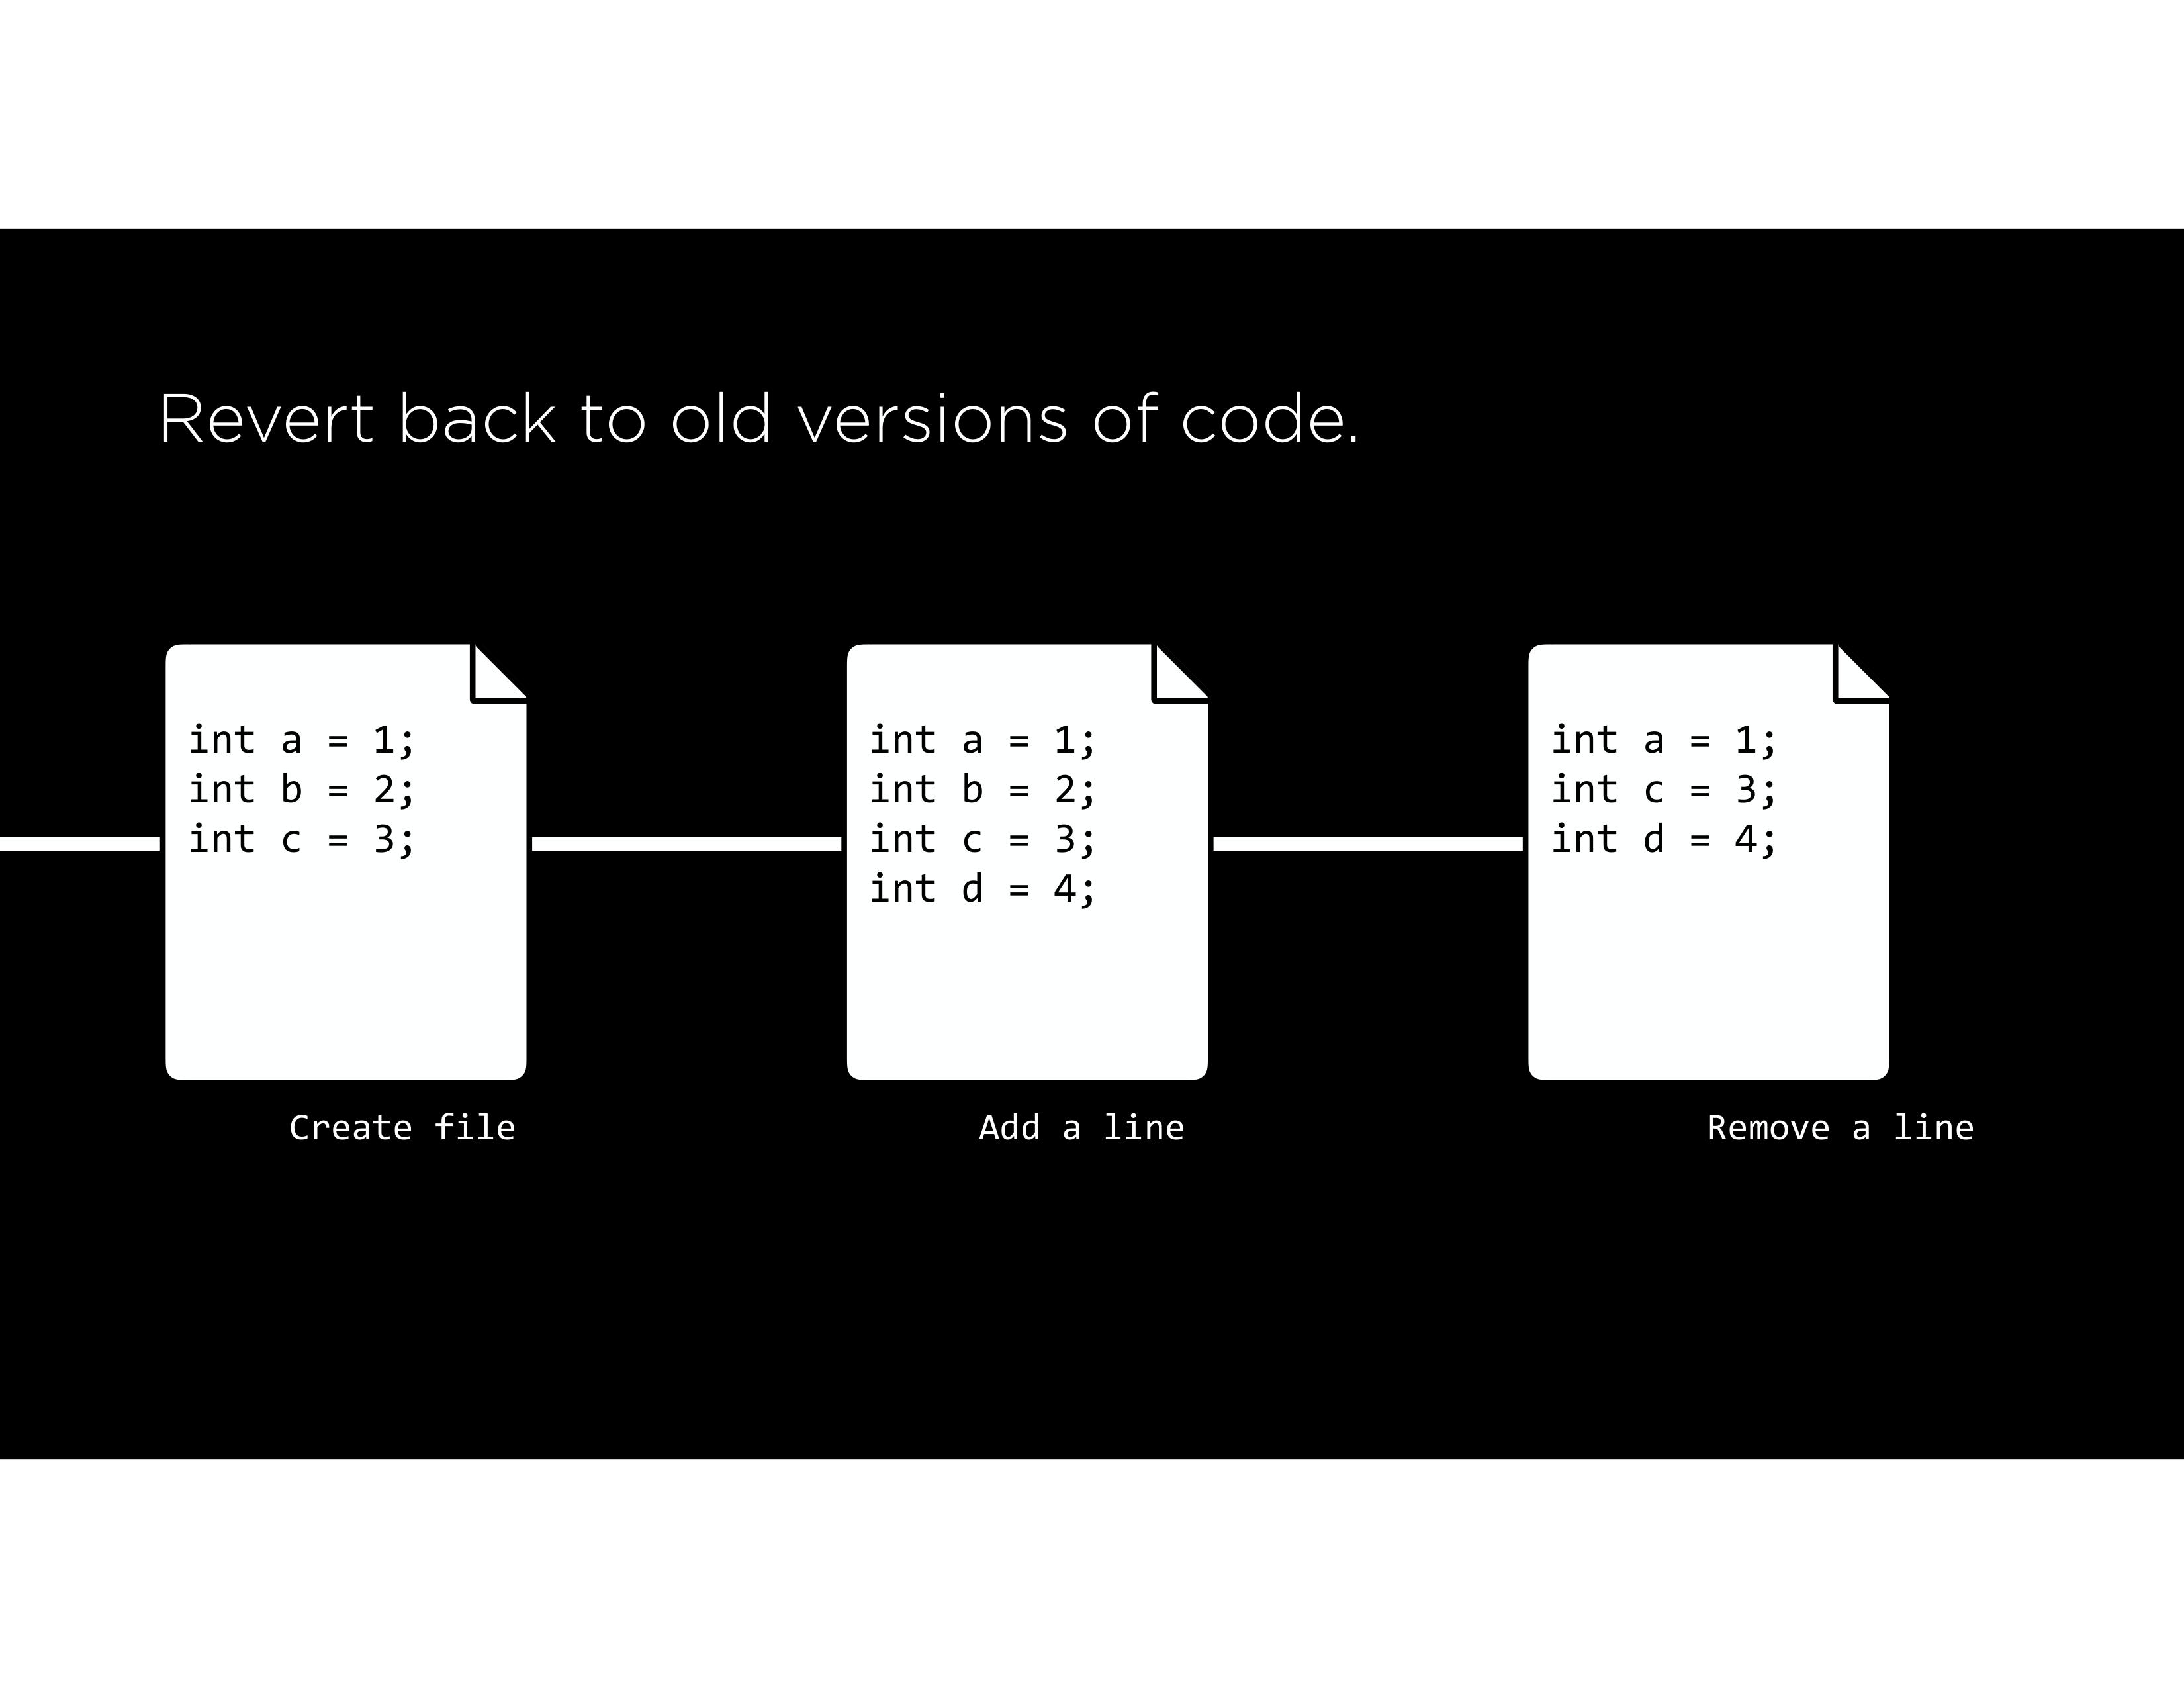 Revert back to old versions of code.
int a = 1;
int b = 2;
int c = 3;
Create file
int a = 1;
int b = 2;
int c = 3;
int d = 4;
Add a line
int a = 1;
int c = 3;
int d = 4;
Remove a line